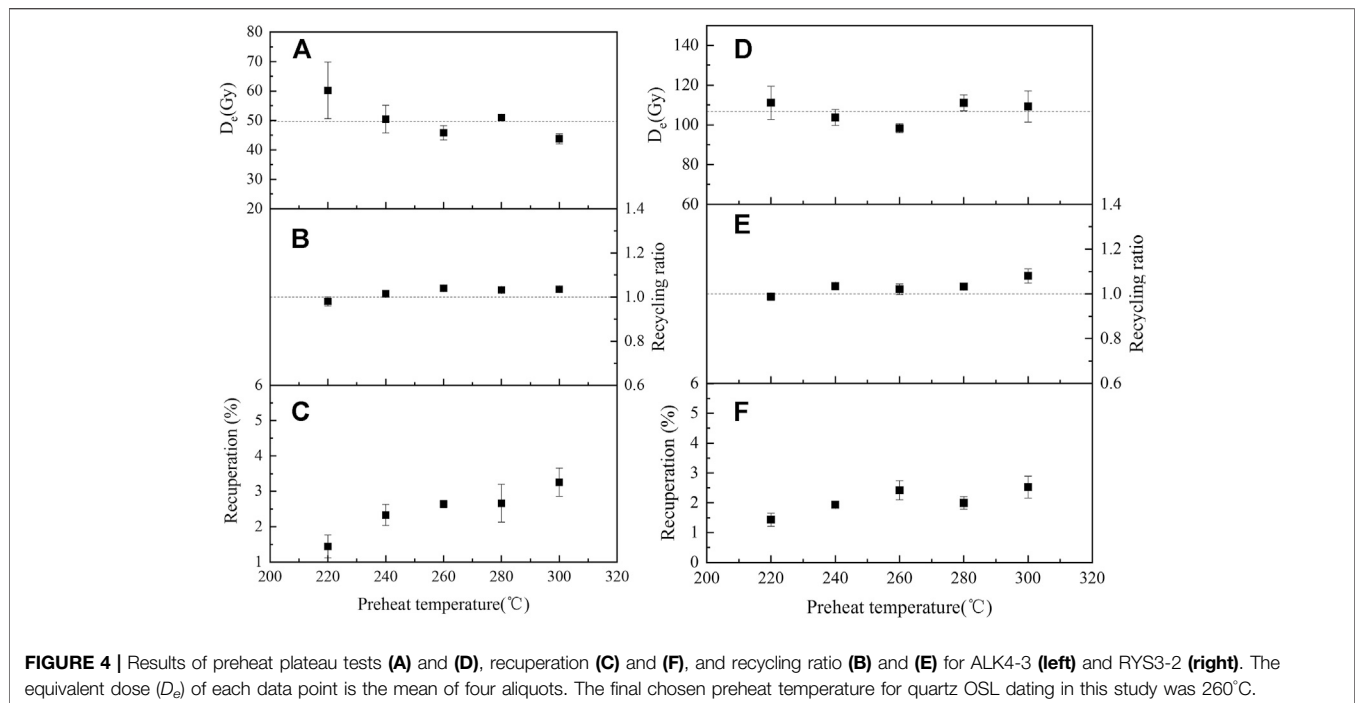 A
80
70
60
50
40
30
20
Dₑ(Gy)
B
1.4
1.2
1.0
0.8
0.6
Recycling ratio
C
6
5
4
3
2
1
Recuperation (%)
200 220 240 260 280 300 320
Preheat temperature(℃)
D
140
120
100
80
60
Dₑ(Gy)
E
1.4
1.2
1.0
0.8
0.6
Recycling ratio
F
6
5
4
3
2
1
0
Recuperation (%)
200 220 240 260 280 300 320
Preheat temperature(℃)
FIGURE 4 | Results of preheat plateau tests (A) and (D), recuperation (C) and (F), and recycling ratio (B) and (E) for ALK4-3 (left) and RYS3-2 (right). The
equivalent dose (Dₑ) of each data point is the mean of four aliquots. The final chosen preheat temperature for quartz OSL dating in this study was 260°C.